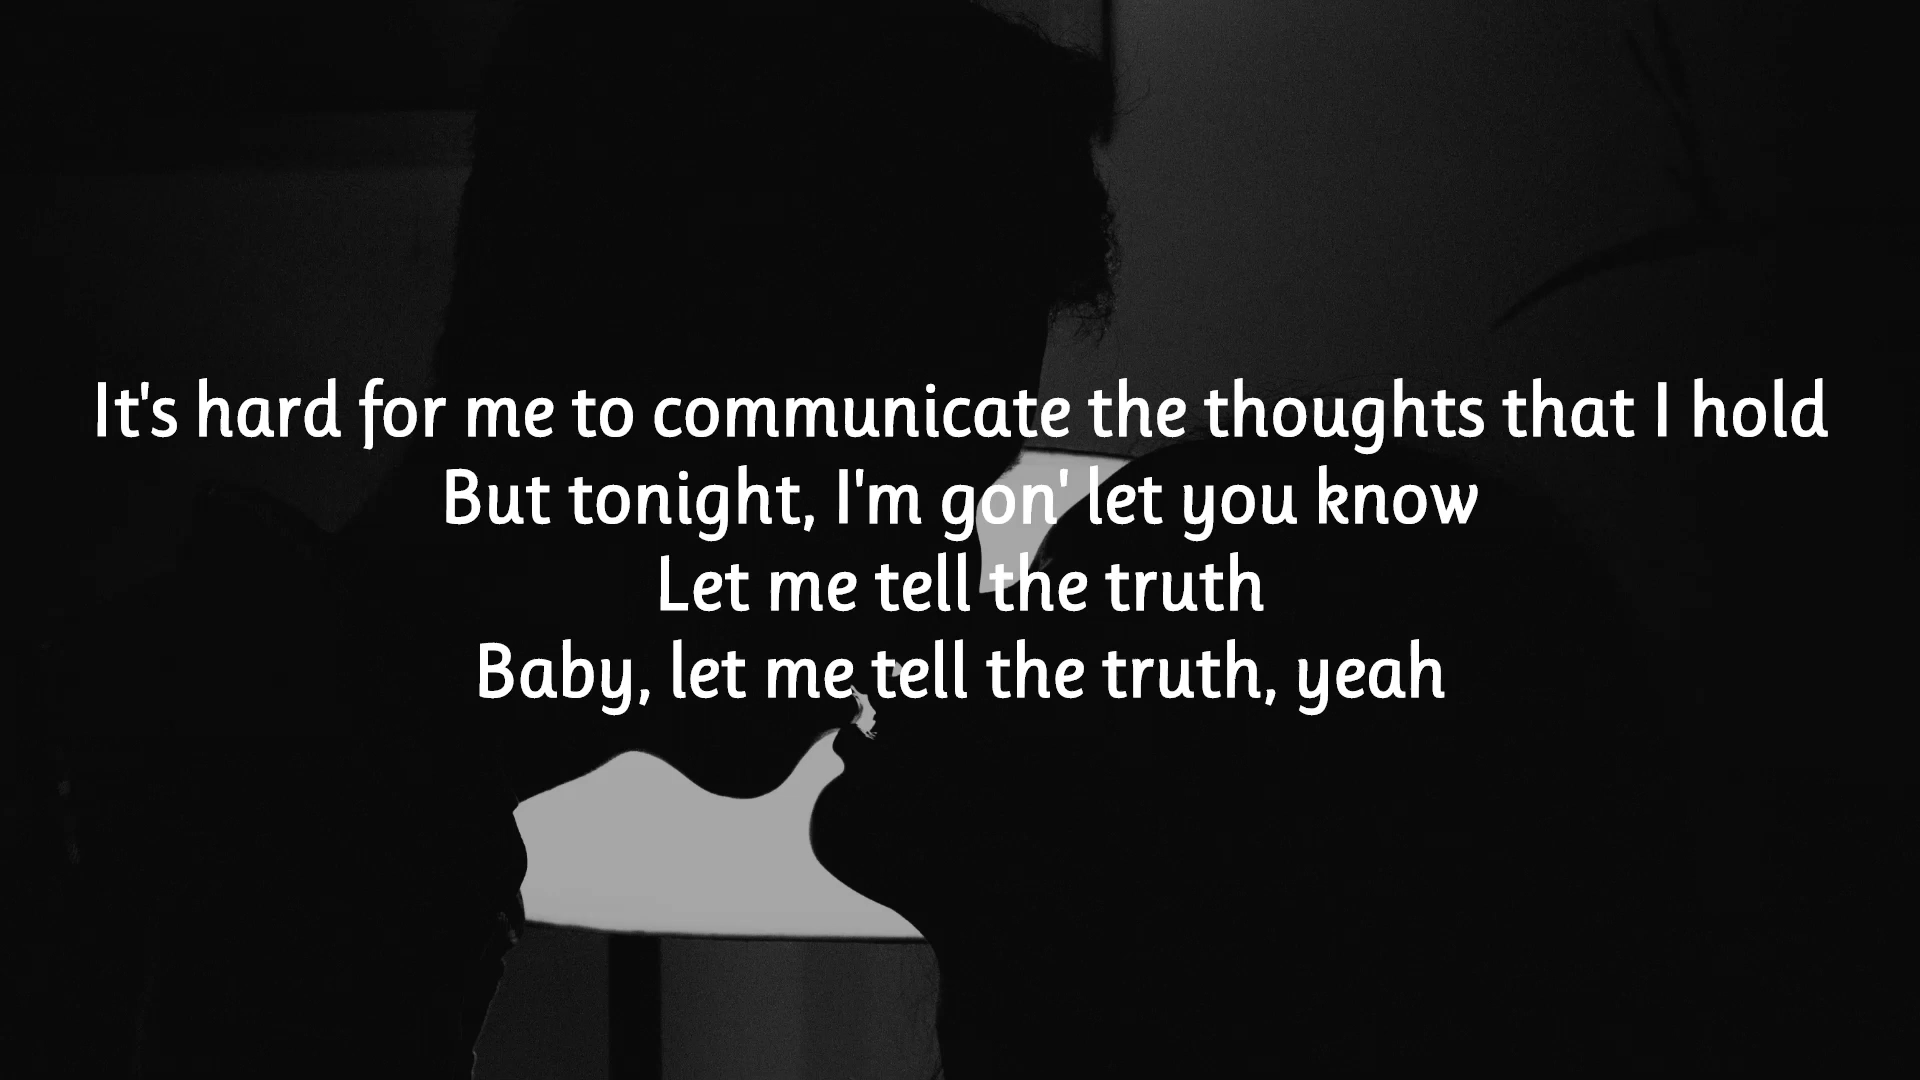 It's hard for me to communicate the thoughts that I hold
But tonight, I'm gon' let you know
Let me tell the truth
Baby, let me tell the truth, yeah